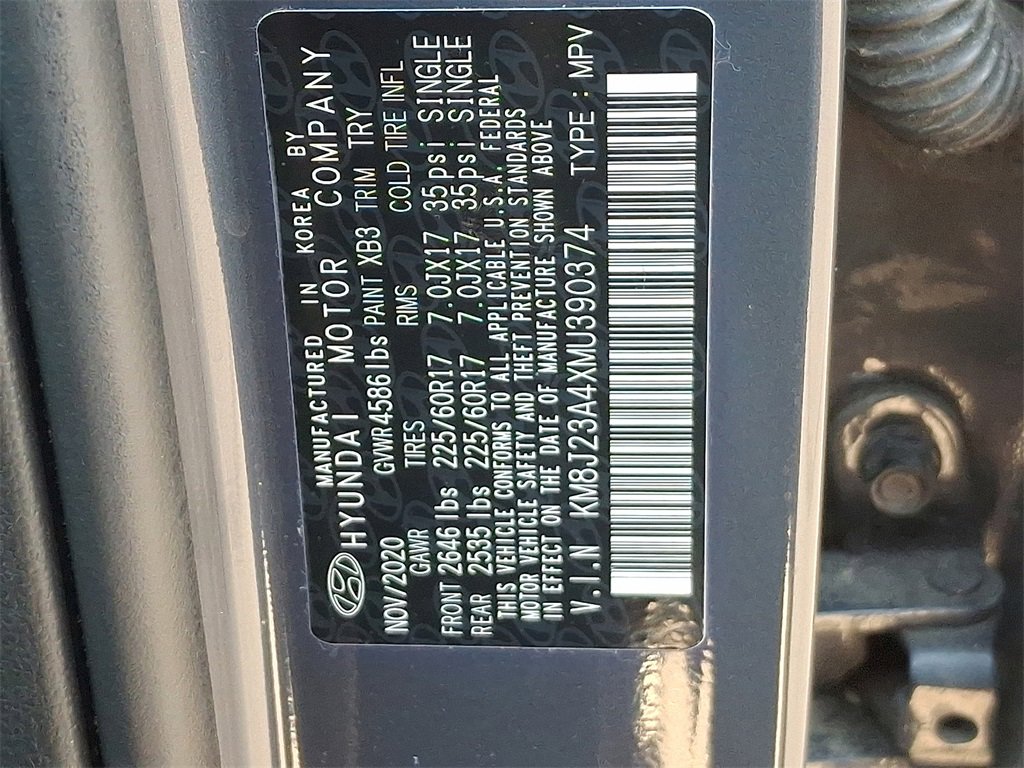 MANUFACTURED IN KOREA BY
HYUNDAI MOTOR COMPANY
NOV/2020 GVWR 4586 lbs PAINT XB3 TRIM TRY
GAWR TIRES RIMS COLD TIRE INFL
FRONT 2646 lbs 225/60R17 7.0JX17 35psi SINGLE
REAR 2535 lbs 225/60R17 7.0JX17 35psi SINGLE
THIS VEHICLE CONFORMS TO ALL APPLICABLE U.S.A. FEDERAL
MOTOR VEHICLE SAFETY AND THEFT PREVENTION STANDARDS
IN EFFECT ON THE DATE OF MANUFACTURE SHOWN ABOVE
V.I.N KM8J23A4XMU390374 TYPE : MPV